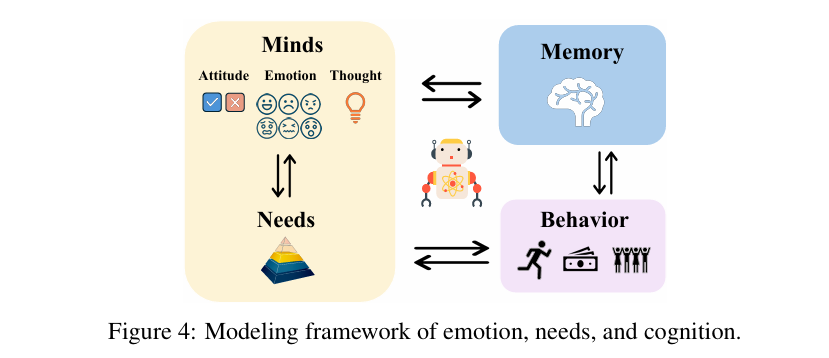 Minds
Attitude Emotion Thought
Needs
Memory
Behavior
Figure 4: Modeling framework of emotion, needs, and cognition.